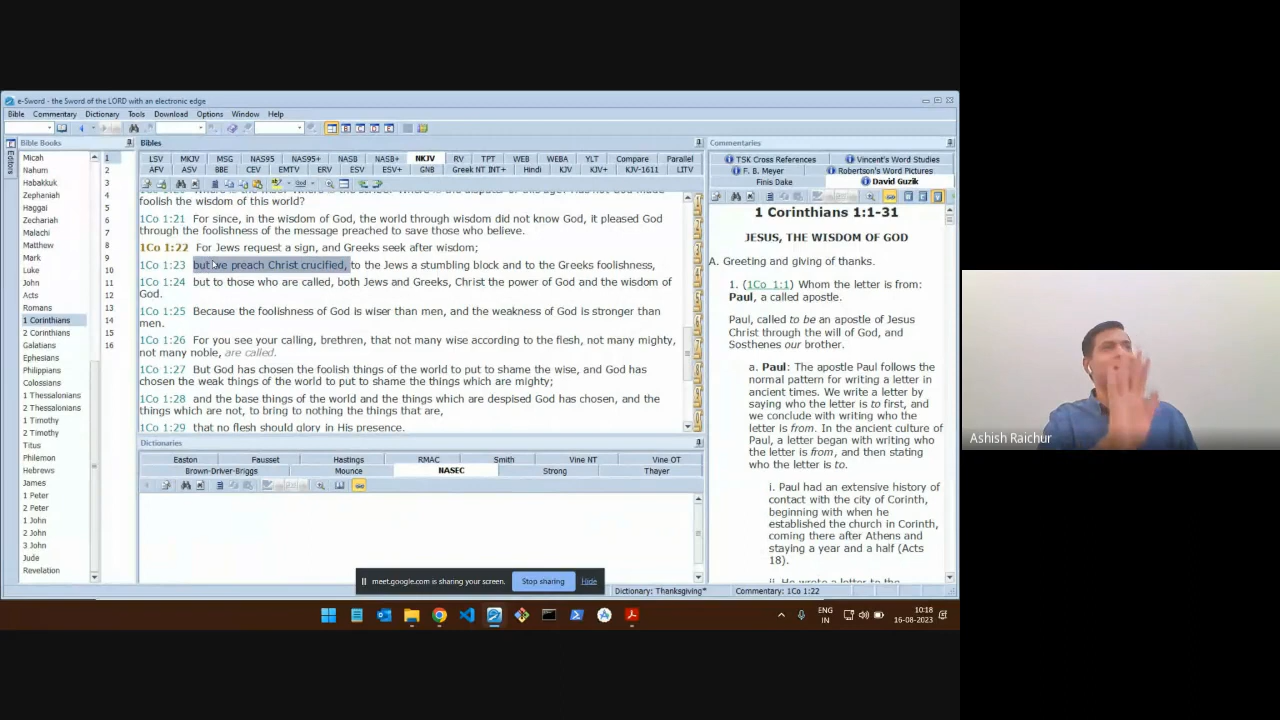 e-Sword - the Sword of the LORD with an electronic edge
Bible Commentary Dictionary Tools Download Options Window Help
Bible Books
Editors
Micah
Nahum
Habakkuk
Zephaniah
Haggai
Zechariah
Malachi
Matthew
Mark
Luke
John
Acts
Romans
1 Corinthians
2 Corinthians
Galatians
Ephesians
Philippians
Colossians
1 Thessalonians
2 Thessalonians
1 Timothy
2 Timothy
Titus
Philemon
Hebrews
James
1 Peter
2 Peter
1 John
2 John
3 John
Jude
Revelation
1
2
3
4
5
6
7
8
9
10
11
12
13
14
15
16
Bibles
LSV MKJV MSG NAS95 NAS95+ NASB NASB+ NKJV RV TPT WEB WEBA YLT Compare Parallel
AFV ASV BBE CEV EMTV ERV ESV ESV+ GNB Greek NT INT+ Hindi KJV KJV+ KJV-1611 LITV
foolish the wisdom of this world?
1Co 1:21 For since, in the wisdom of God, the world through wisdom did not know God, it pleased God
through the foolishness of the message preached to save those who believe.
1Co 1:22 For Jews request a sign, and Greeks seek after wisdom;
1Co 1:23 but we preach Christ crucified, to the Jews a stumbling block and to the Greeks foolishness,
1Co 1:24 but to those who are called, both Jews and Greeks, Christ the power of God and the wisdom of
God.
1Co 1:25 Because the foolishness of God is wiser than men, and the weakness of God is stronger than
men.
1Co 1:26 For you see your calling, brethren, that not many wise according to the flesh, not many mighty,
not many noble, are called.
1Co 1:27 But God has chosen the foolish things of the world to put to shame the wise, and God has
chosen the weak things of the world to put to shame the things which are mighty;
1Co 1:28 and the base things of the world and the things which are despised God has chosen, and the
things which are not, to bring to nothing the things that are,
1Co 1:29 that no flesh should glory in His presence.
Dictionaries
Easton Fausset Hastings RMAC Smith Vine NT Vine OT
Brown-Driver-Briggs Mounce NASEC Strong Thayer
Commentaries
TSK Cross References Vincent's Word Studies
F. B. Meyer Robertson's Word Pictures
Finis Dake David Guzik
1 Corinthians 1:1-31
JESUS, THE WISDOM OF GOD
A. Greeting and giving of thanks.
1. (1Co 1:1) Whom the letter is from:
Paul, a called apostle.
Paul, called to be an apostle of Jesus
Christ through the will of God, and
Sosthenes our brother.
a. Paul: The apostle Paul follows the
normal pattern for writing a letter in
ancient times. We write a letter by
saying who the letter is to first, and
we conclude with writing who the
letter is from. In the ancient culture of
Paul, a letter began with writing who
the letter is from, and then stating
who the letter is to.
i. Paul had an extensive history of
contact with the city of Corinth,
beginning with when he
established the church in Corinth,
coming there after Athens and
staying a year and a half (Acts
18).
ii. He wrote a letter to the
meet.google.com is sharing your screen. Stop sharing Hide
Dictionary: Thanksgiving* Commentary: 1Co 1:22
ENG
IN
10:18
16-08-2023
Ashish Raichur